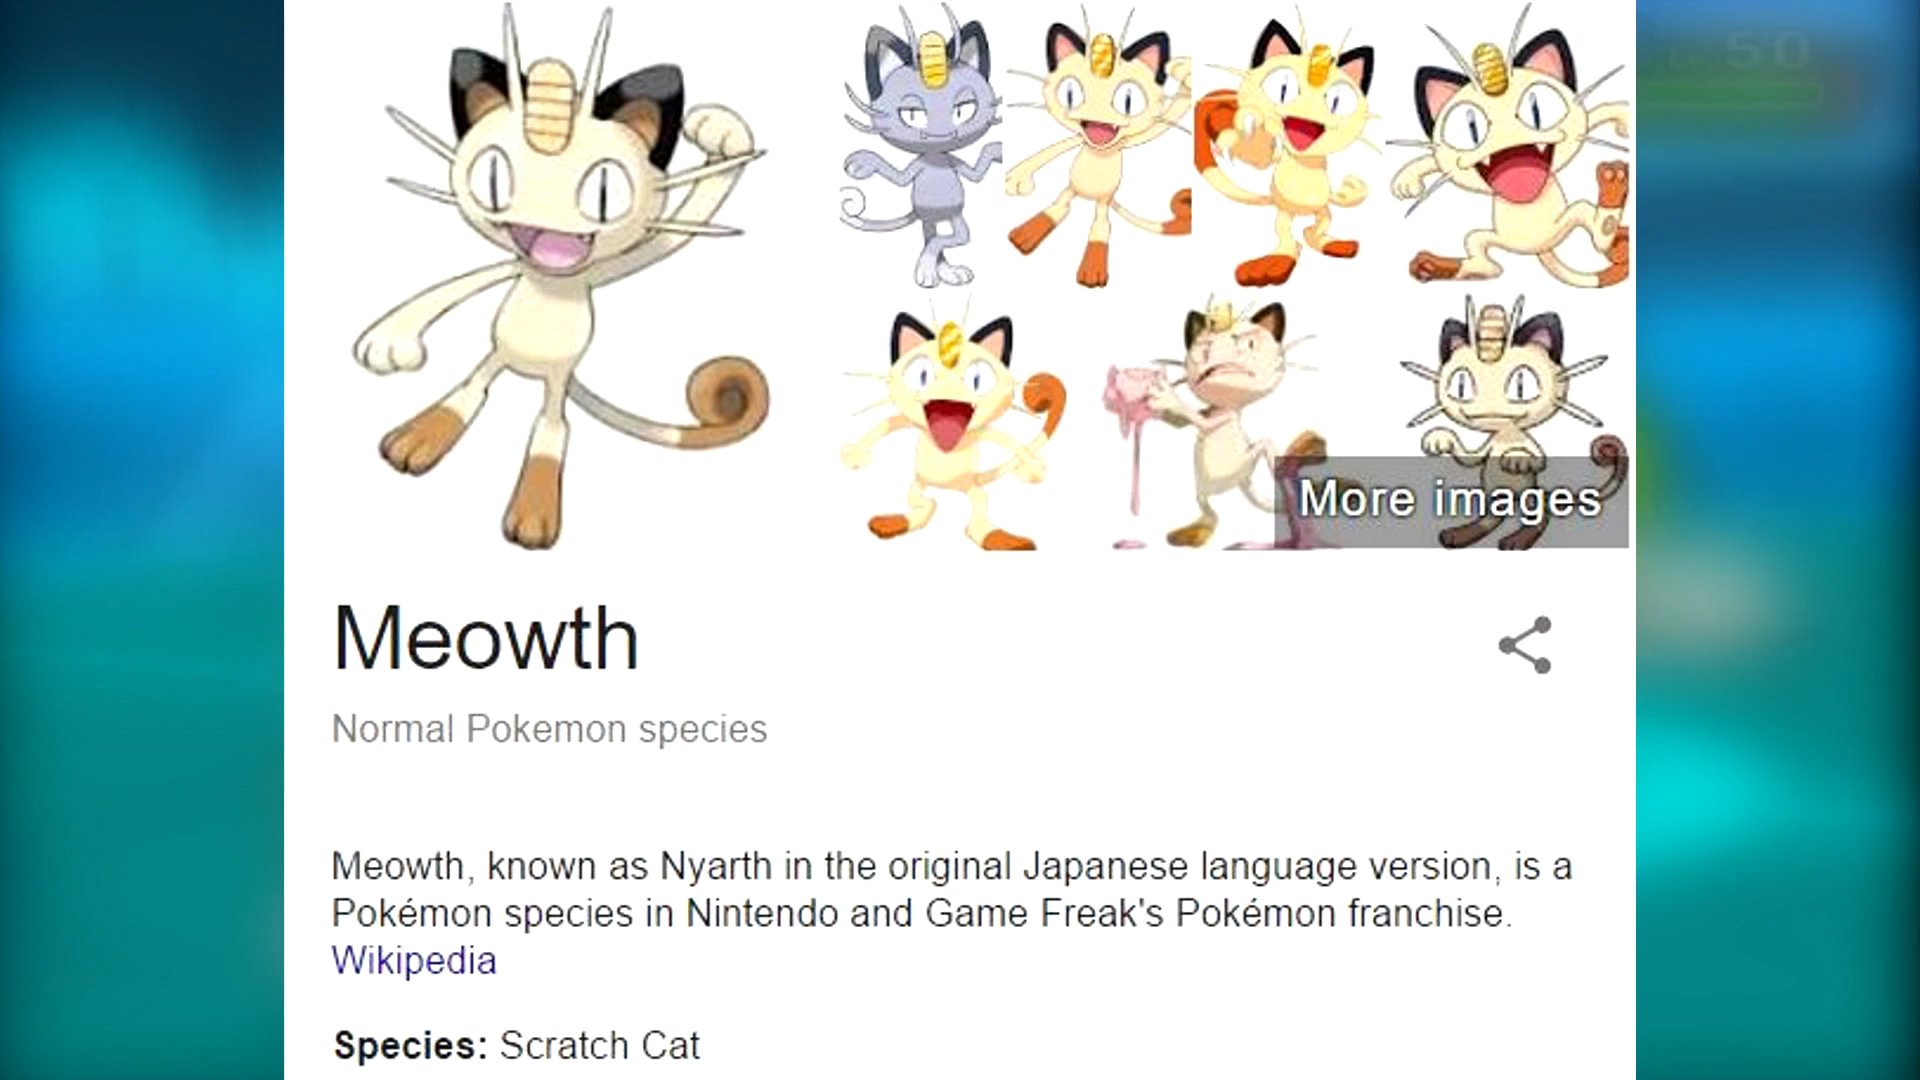 50
More images
Meowth
Normal Pokemon species
Meowth, known as Nyarth in the original Japanese language version, is a
Pokémon species in Nintendo and Game Freak's Pokémon franchise.
Wikipedia
Species: Scratch Cat